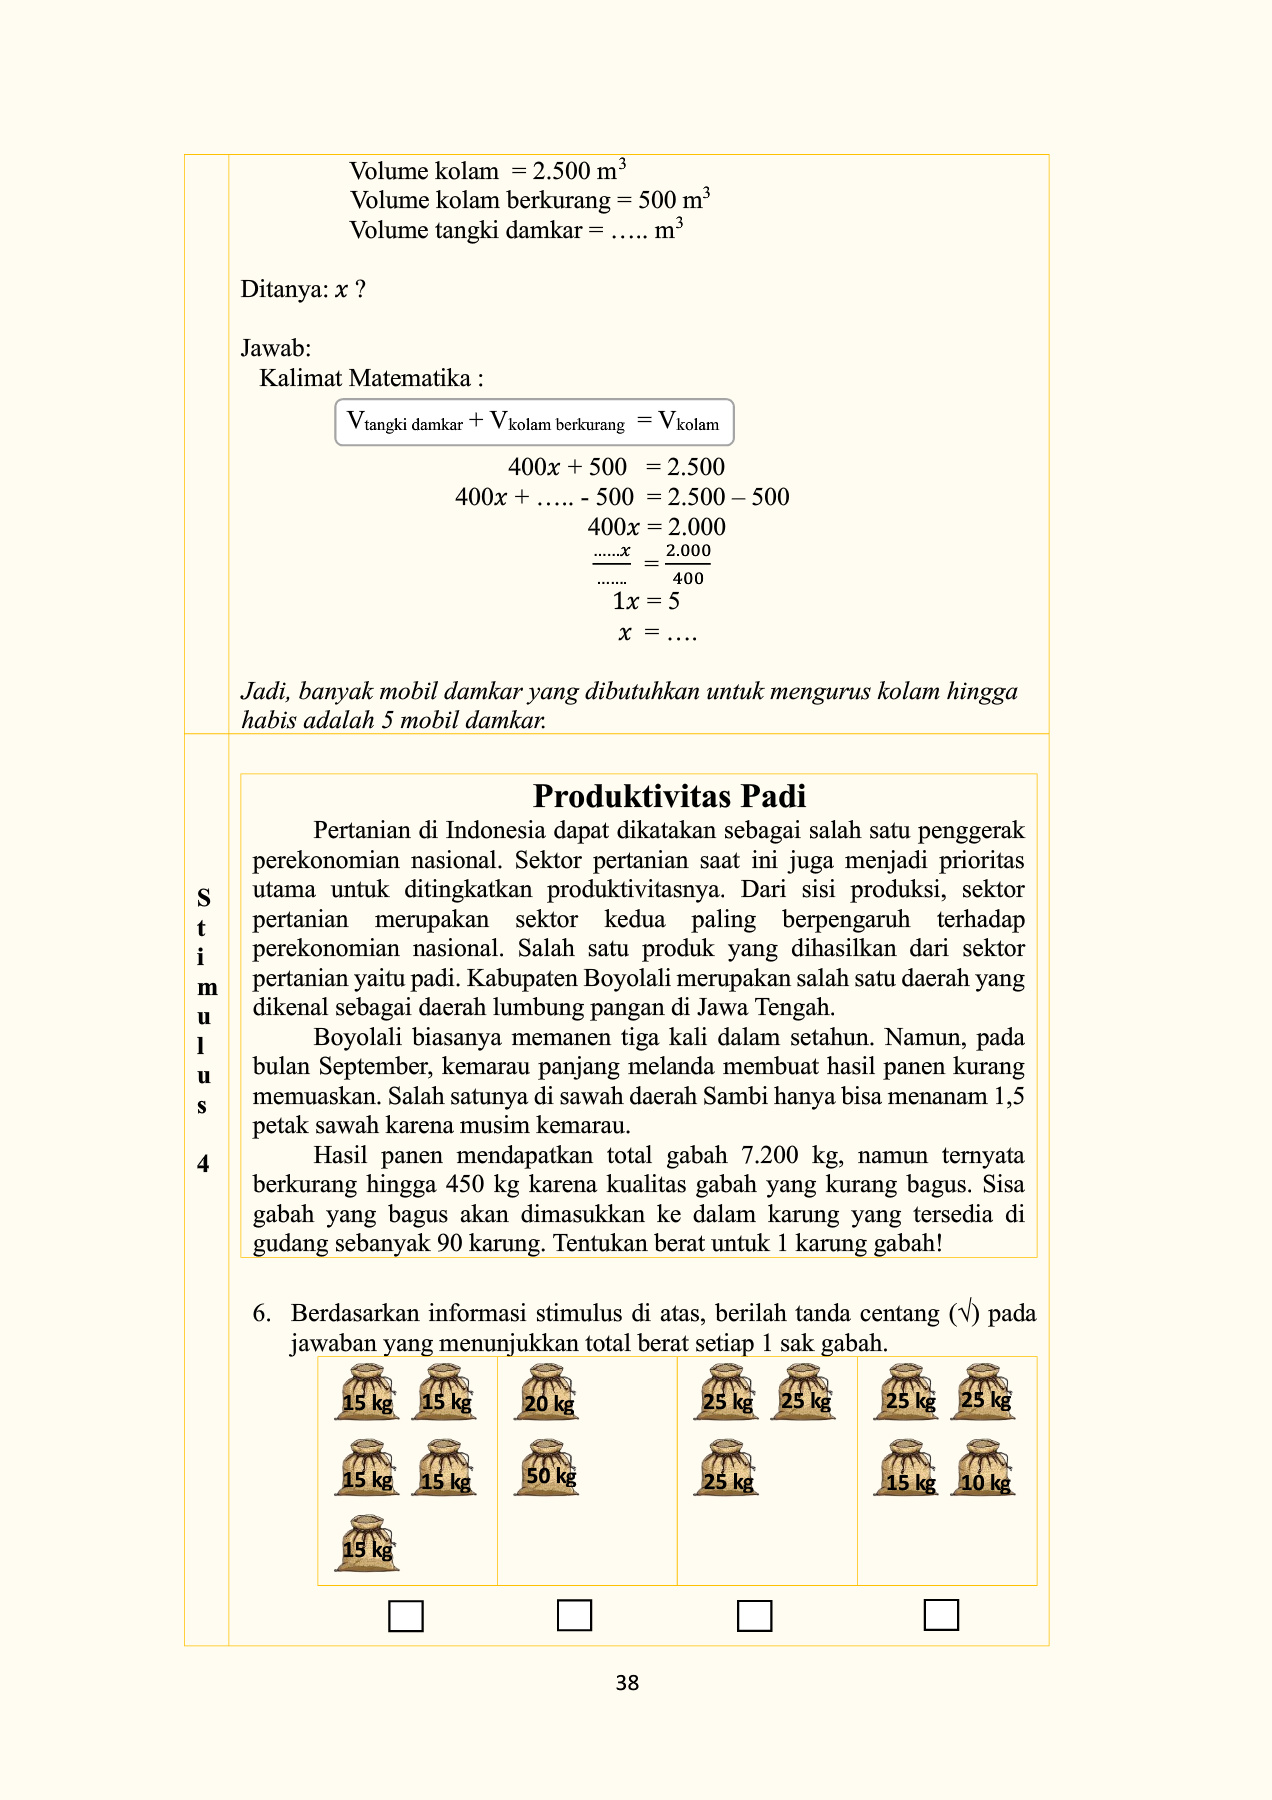 Volume kolam = 2.500 m³
Volume kolam berkurang = 500 m³
Volume tangki damkar = ….. m³
Ditanya: x ?
Jawab:
Kalimat Matematika :
V tangki damkar + V kolam berkurang = V kolam
400x + 500 = 2.500
400x + ….. - 500 = 2.500 – 500
400x = 2.000
......x/....... = 2.000/400
1x = 5
x = ….
Jadi, banyak mobil damkar yang dibutuhkan untuk mengurus kolam hingga
habis adalah 5 mobil damkar.
Stimulus 4
Produktivitas Padi
Pertanian di Indonesia dapat dikatakan sebagai salah satu penggerak
perekonomian nasional. Sektor pertanian saat ini juga menjadi prioritas
utama untuk ditingkatkan produktivitasnya. Dari sisi produksi, sektor
pertanian merupakan sektor kedua paling berpengaruh terhadap
perekonomian nasional. Salah satu produk yang dihasilkan dari sektor
pertanian yaitu padi. Kabupaten Boyolali merupakan salah satu daerah yang
dikenal sebagai daerah lumbung pangan di Jawa Tengah.
Boyolali biasanya memanen tiga kali dalam setahun. Namun, pada
bulan September, kemarau panjang melanda membuat hasil panen kurang
memuaskan. Salah satunya di sawah daerah Sambi hanya bisa menanam 1,5
petak sawah karena musim kemarau.
Hasil panen mendapatkan total gabah 7.200 kg, namun ternyata
berkurang hingga 450 kg karena kualitas gabah yang kurang bagus. Sisa
gabah yang bagus akan dimasukkan ke dalam karung yang tersedia di
gudang sebanyak 90 karung. Tentukan berat untuk 1 karung gabah!
6. Berdasarkan informasi stimulus di atas, berilah tanda centang (√) pada
jawaban yang menunjukkan total berat setiap 1 sak gabah.
15 kg 15 kg
15 kg 15 kg
15 kg
20 kg
50 kg
25 kg 25 kg
25 kg
25 kg 25 kg
15 kg 10 kg
38